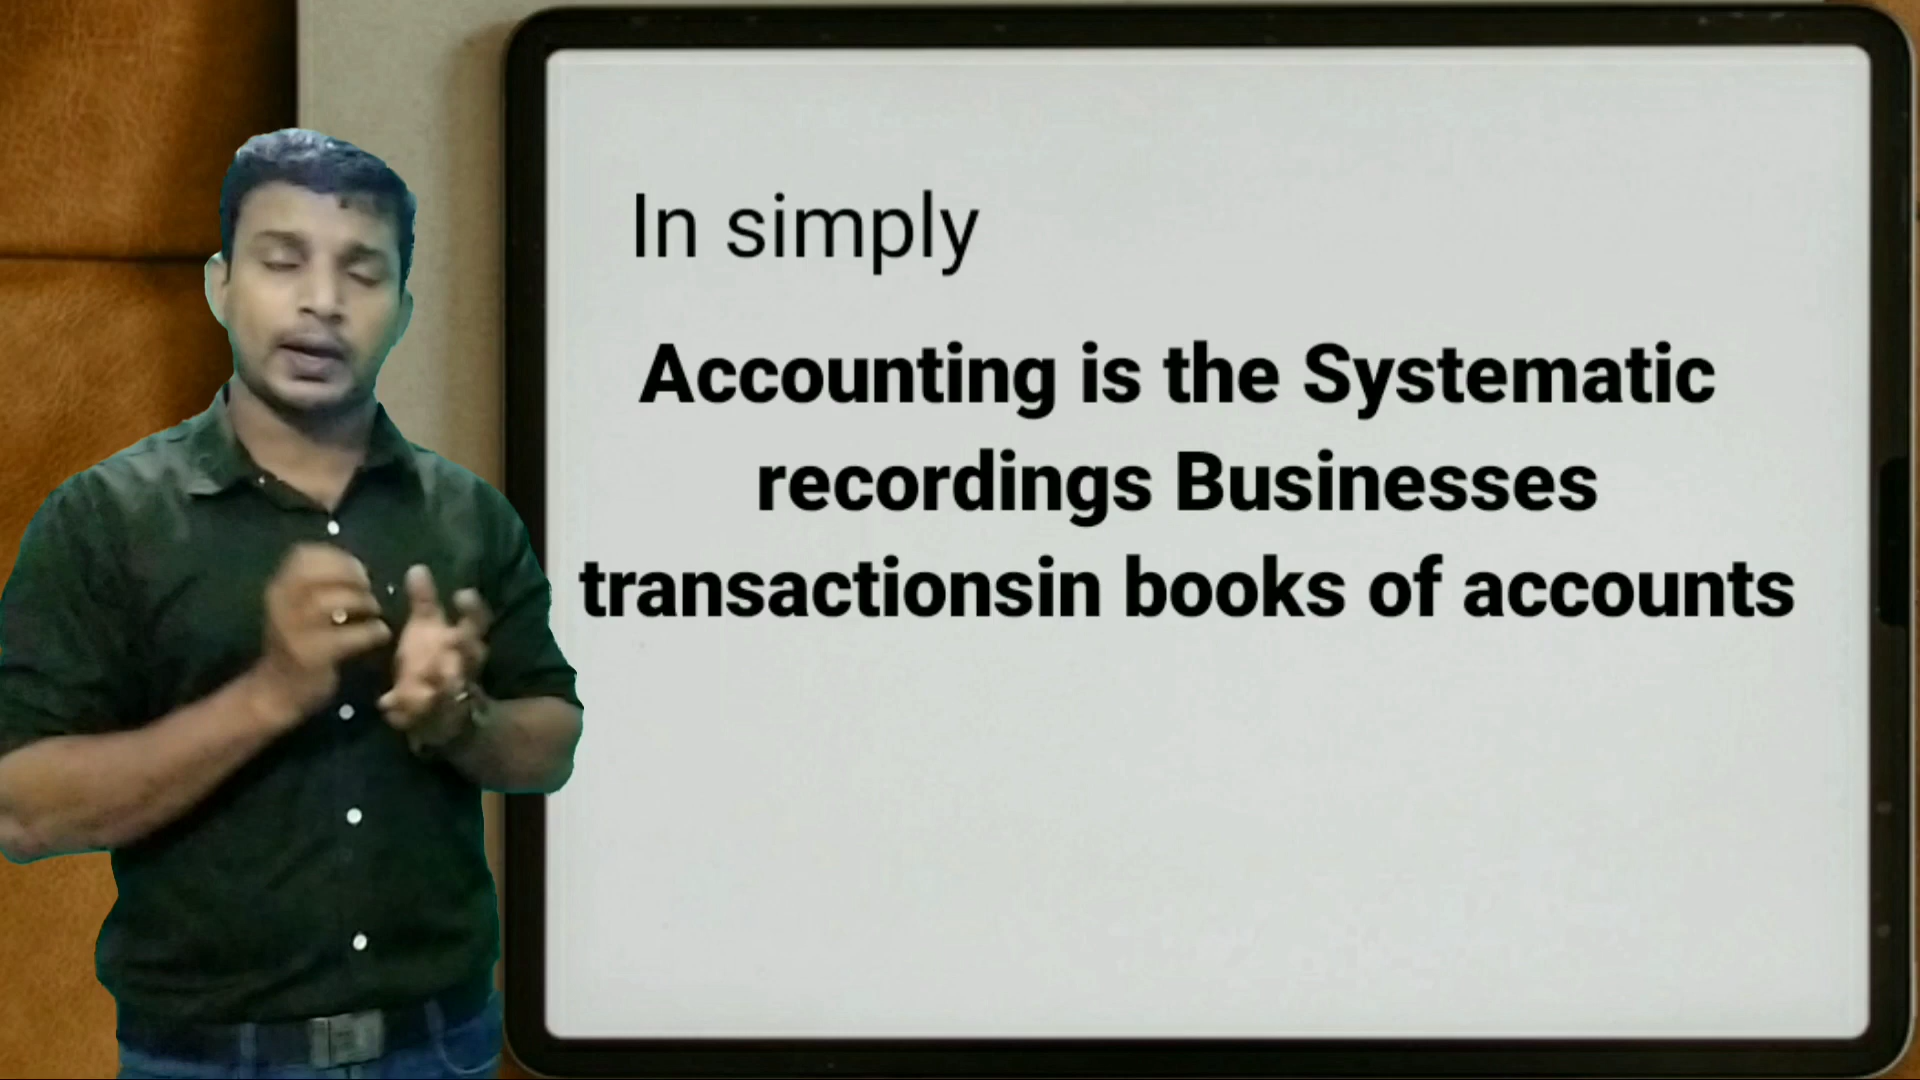 In simply
Accounting is the Systematic
recordings Businesses
transactionsin books of accounts